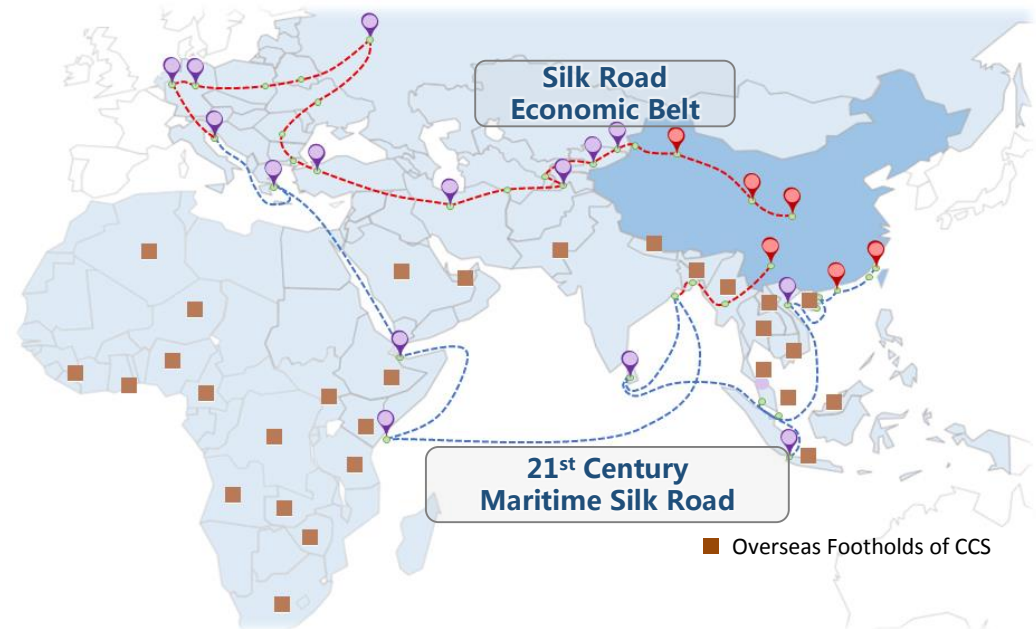 Silk Road
Economic Belt
21st Century
Maritime Silk Road
Overseas Footholds of CCS